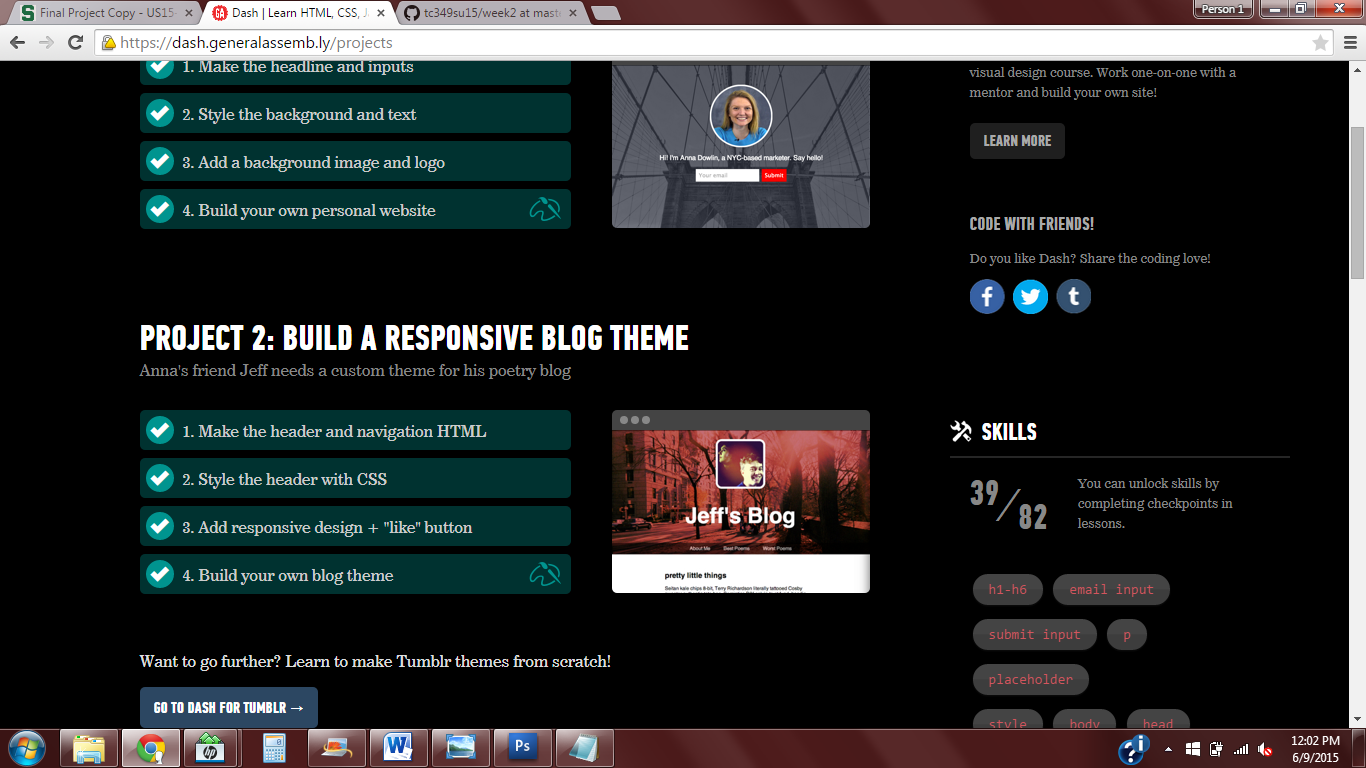 Final Project Copy - US15-
Dash | Learn HTML, CSS, J
tc349su15/week2 at maste
Person 1
https://dash.generalassemb.ly/projects
1. Make the headline and inputs
2. Style the background and text
3. Add a background image and logo
4. Build your own personal website
Hi! I'm Anna Dowlin, a NYC-based marketer. Say hello!
Your email
Submit
visual design course. Work one-on-one with a
mentor and build your own site!
LEARN MORE
CODE WITH FRIENDS!
Do you like Dash? Share the coding love!
PROJECT 2: BUILD A RESPONSIVE BLOG THEME
Anna's friend Jeff needs a custom theme for his poetry blog
1. Make the header and navigation HTML
2. Style the header with CSS
3. Add responsive design + "like" button
4. Build your own blog theme
Jeff's Blog
About Me Best Poems Worst Poems
pretty little things
Seitan kale chips 8-bit, Terry Richardson literally tattooed Cosby
SKILLS
39/82
You can unlock skills by
completing checkpoints in
lessons.
h1-h6
email input
submit input
p
placeholder
style
body
head
Want to go further? Learn to make Tumblr themes from scratch!
GO TO DASH FOR TUMBLR →
12:02 PM
6/9/2015